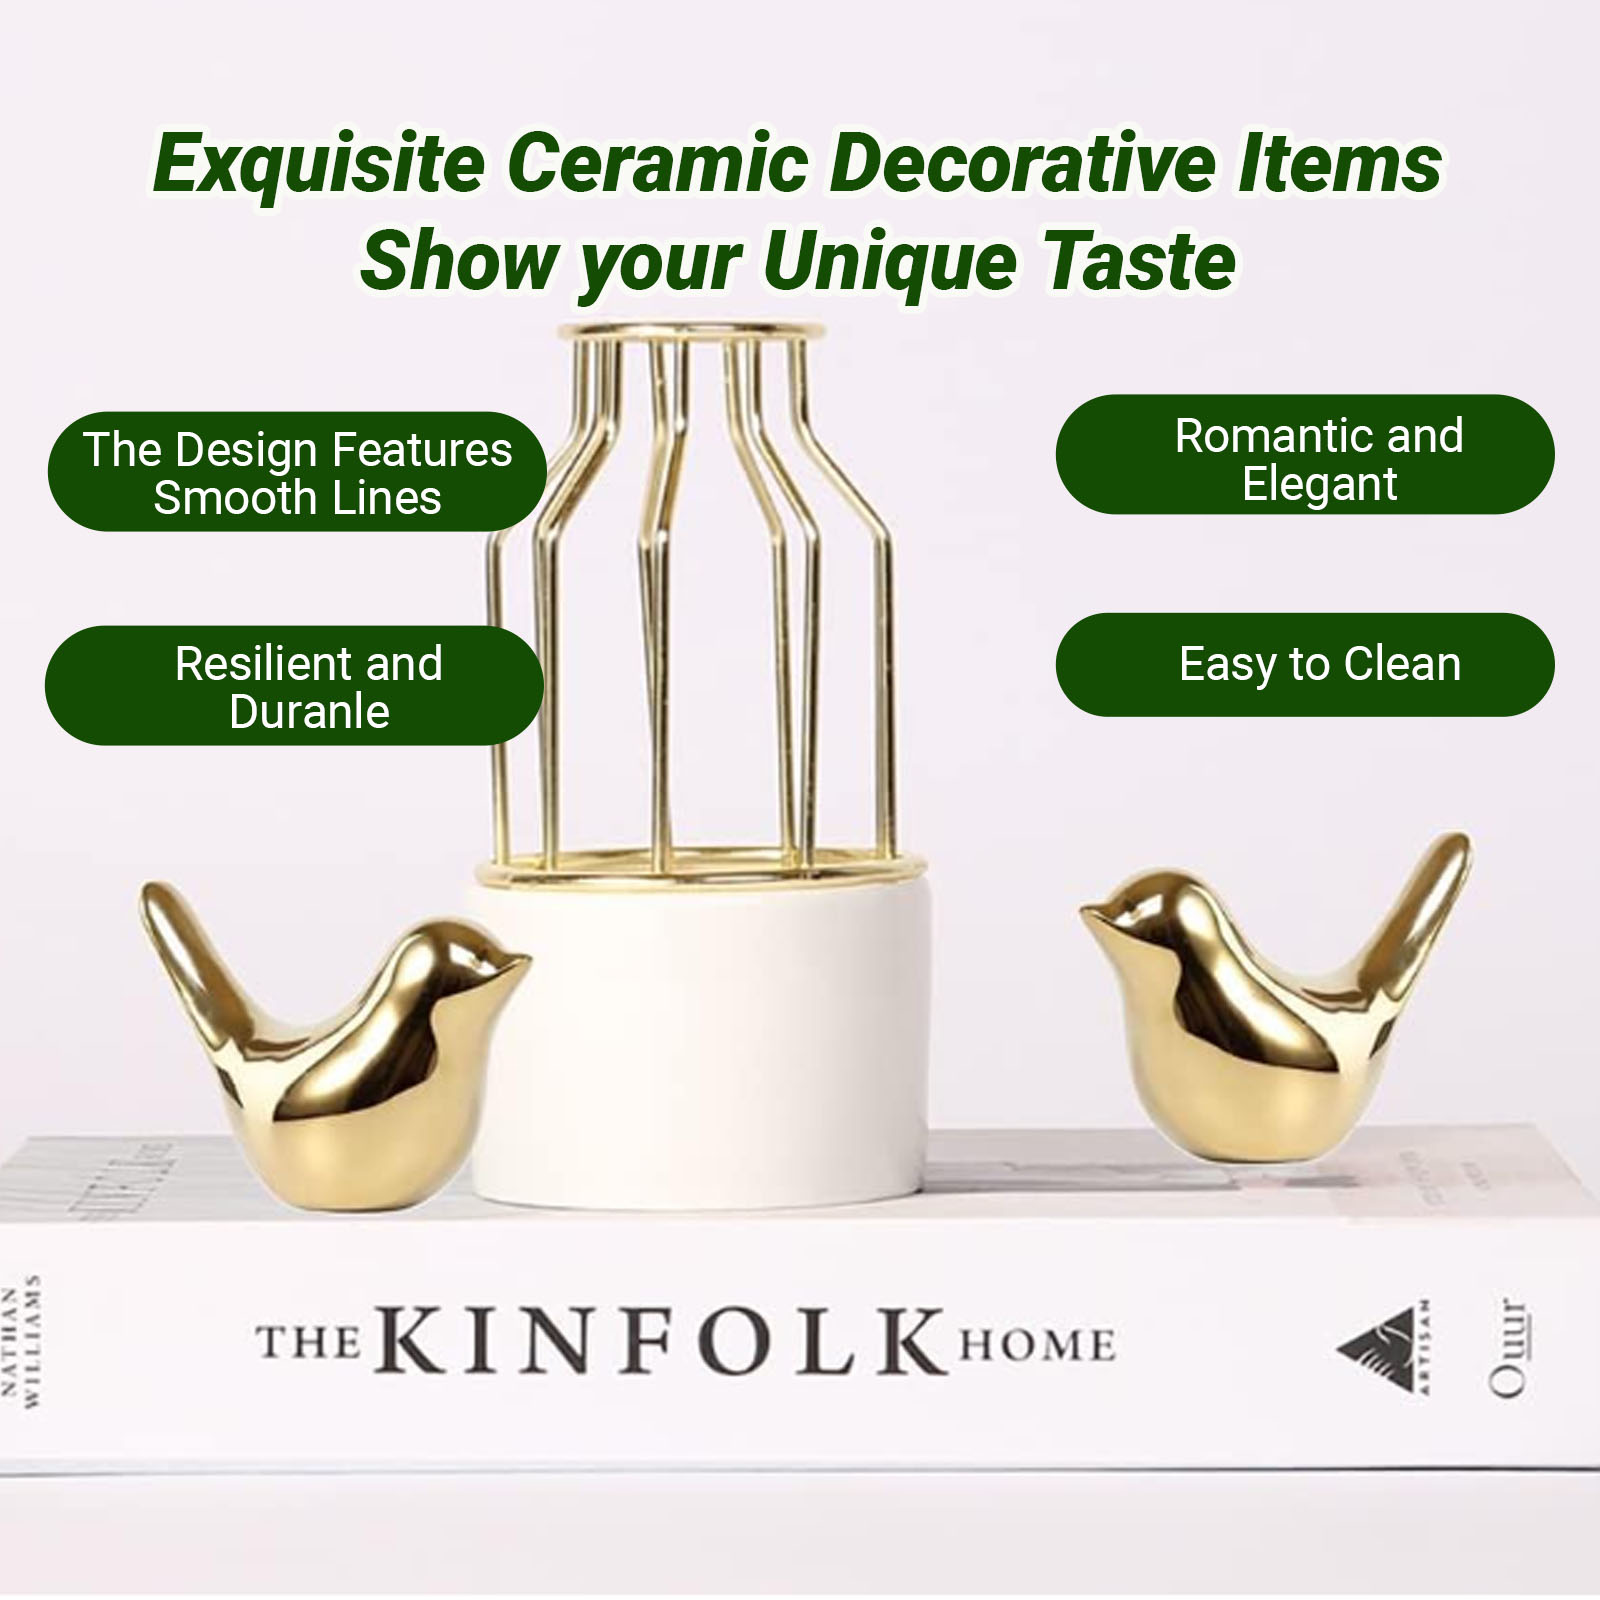 Exquisite Ceramic Decorative Items
Show your Unique Taste
The Design Features
Smooth Lines
Romantic and
Elegant
Resilient and
Duranle
Easy to Clean
NATHAN
WILLIAMS
THE KINFOLK HOME
ARTISAN
Ouur